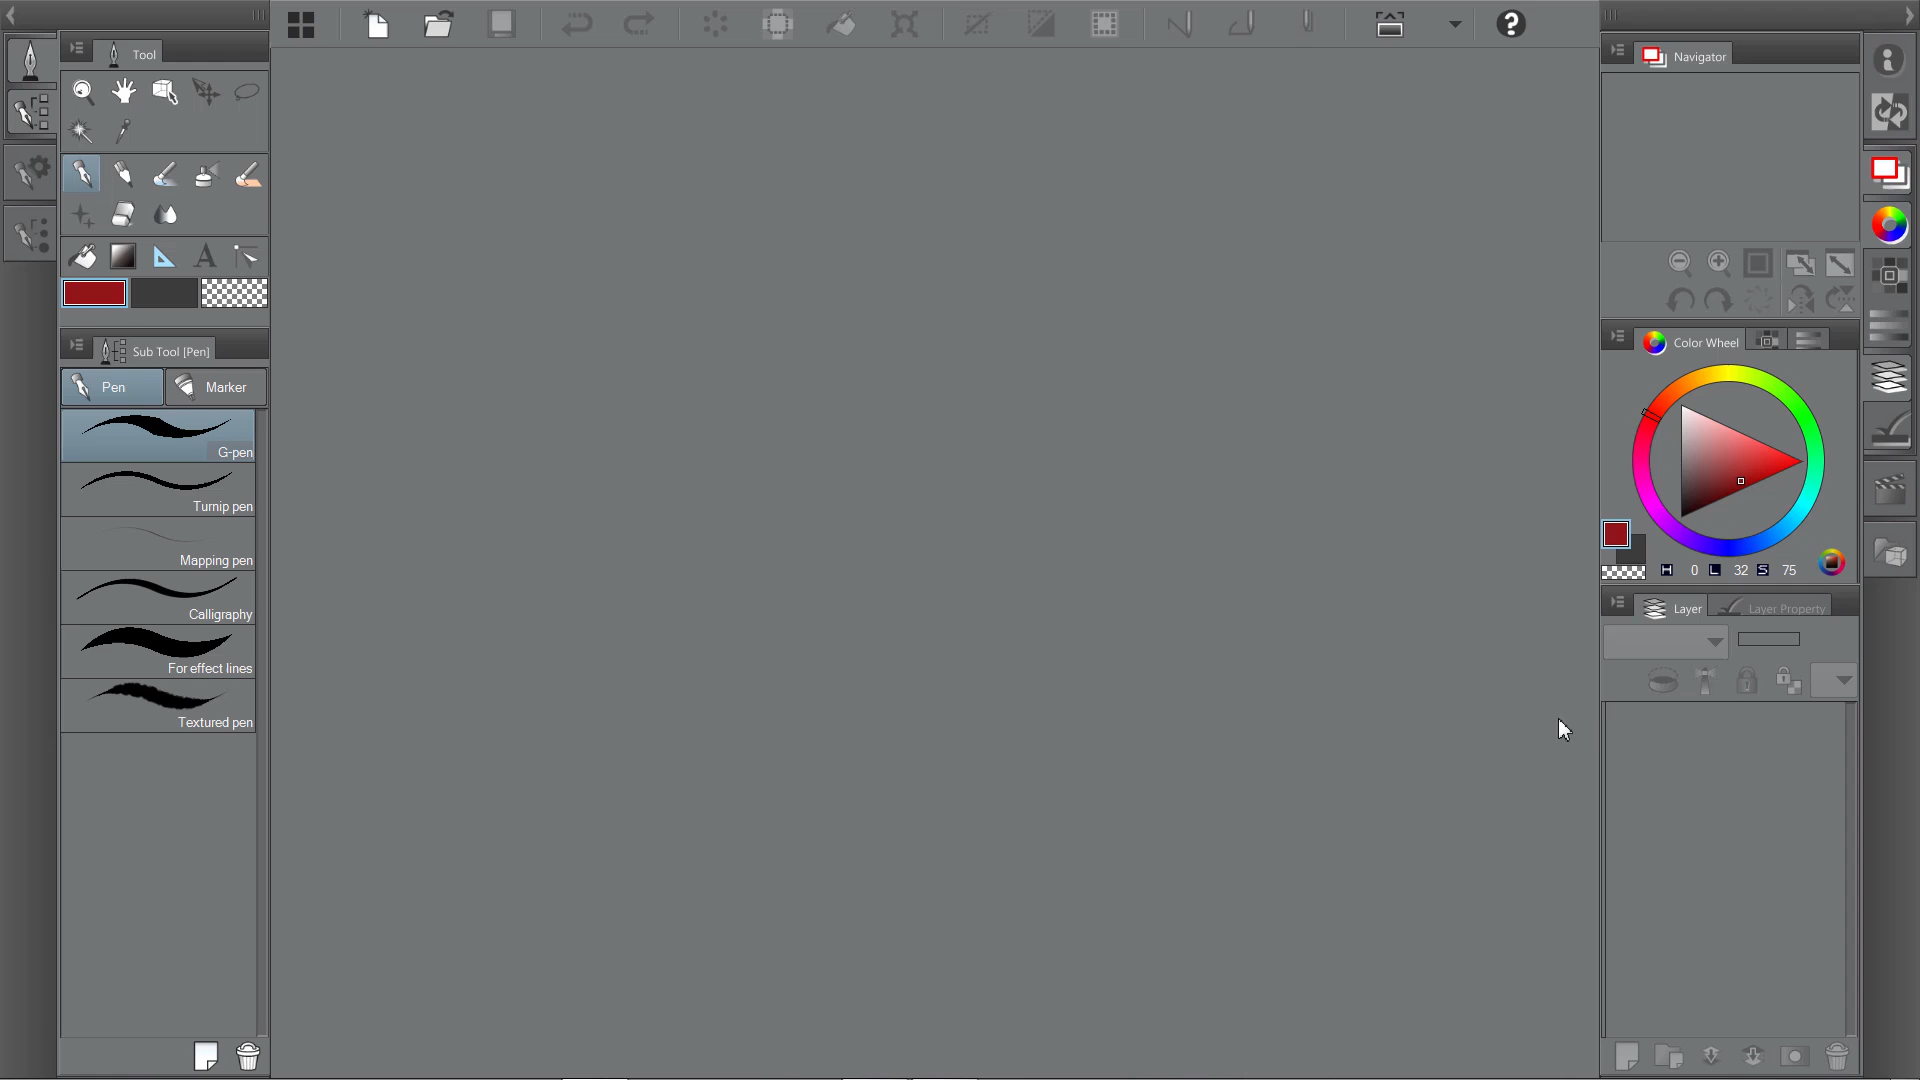 Tool
Sub Tool [Pen]
Pen
Marker
G-pen
Turnip pen
Mapping pen
Calligraphy
For effect lines
Textured pen
Navigator
Color Wheel
H 0 L 32 S 75
Layer
Layer Property